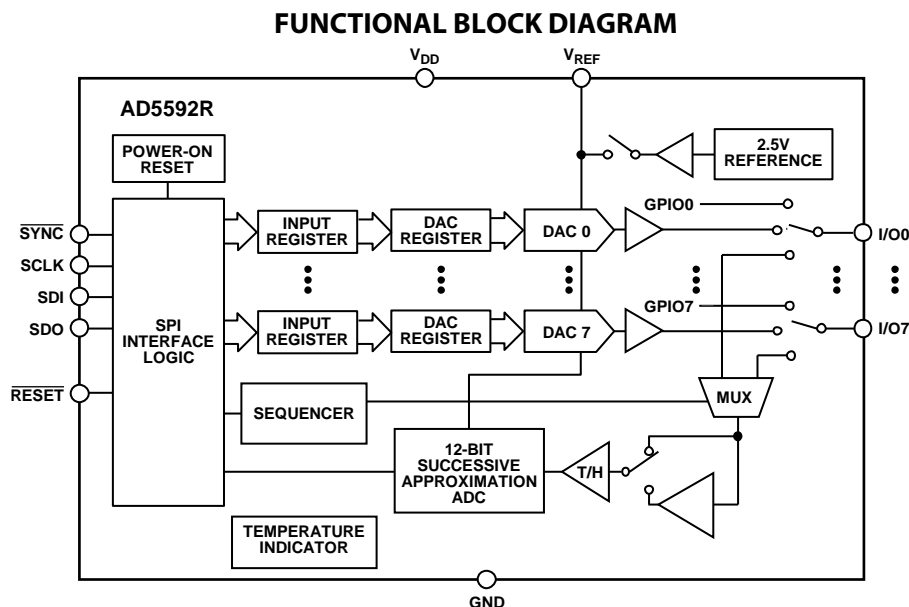 FUNCTIONAL BLOCK DIAGRAM
VDD
VREF
AD5592R
POWER-ON
RESET
2.5V
REFERENCE
SYNC
SCLK
SDI
SDO
RESET
SPI
INTERFACE
LOGIC
INPUT
REGISTER
DAC
REGISTER
DAC 0
GPIO0
I/O0
INPUT
REGISTER
DAC
REGISTER
DAC 7
GPIO7
I/O7
SEQUENCER
MUX
12-BIT
SUCCESSIVE
APPROXIMATION
ADC
T/H
TEMPERATURE
INDICATOR
GND